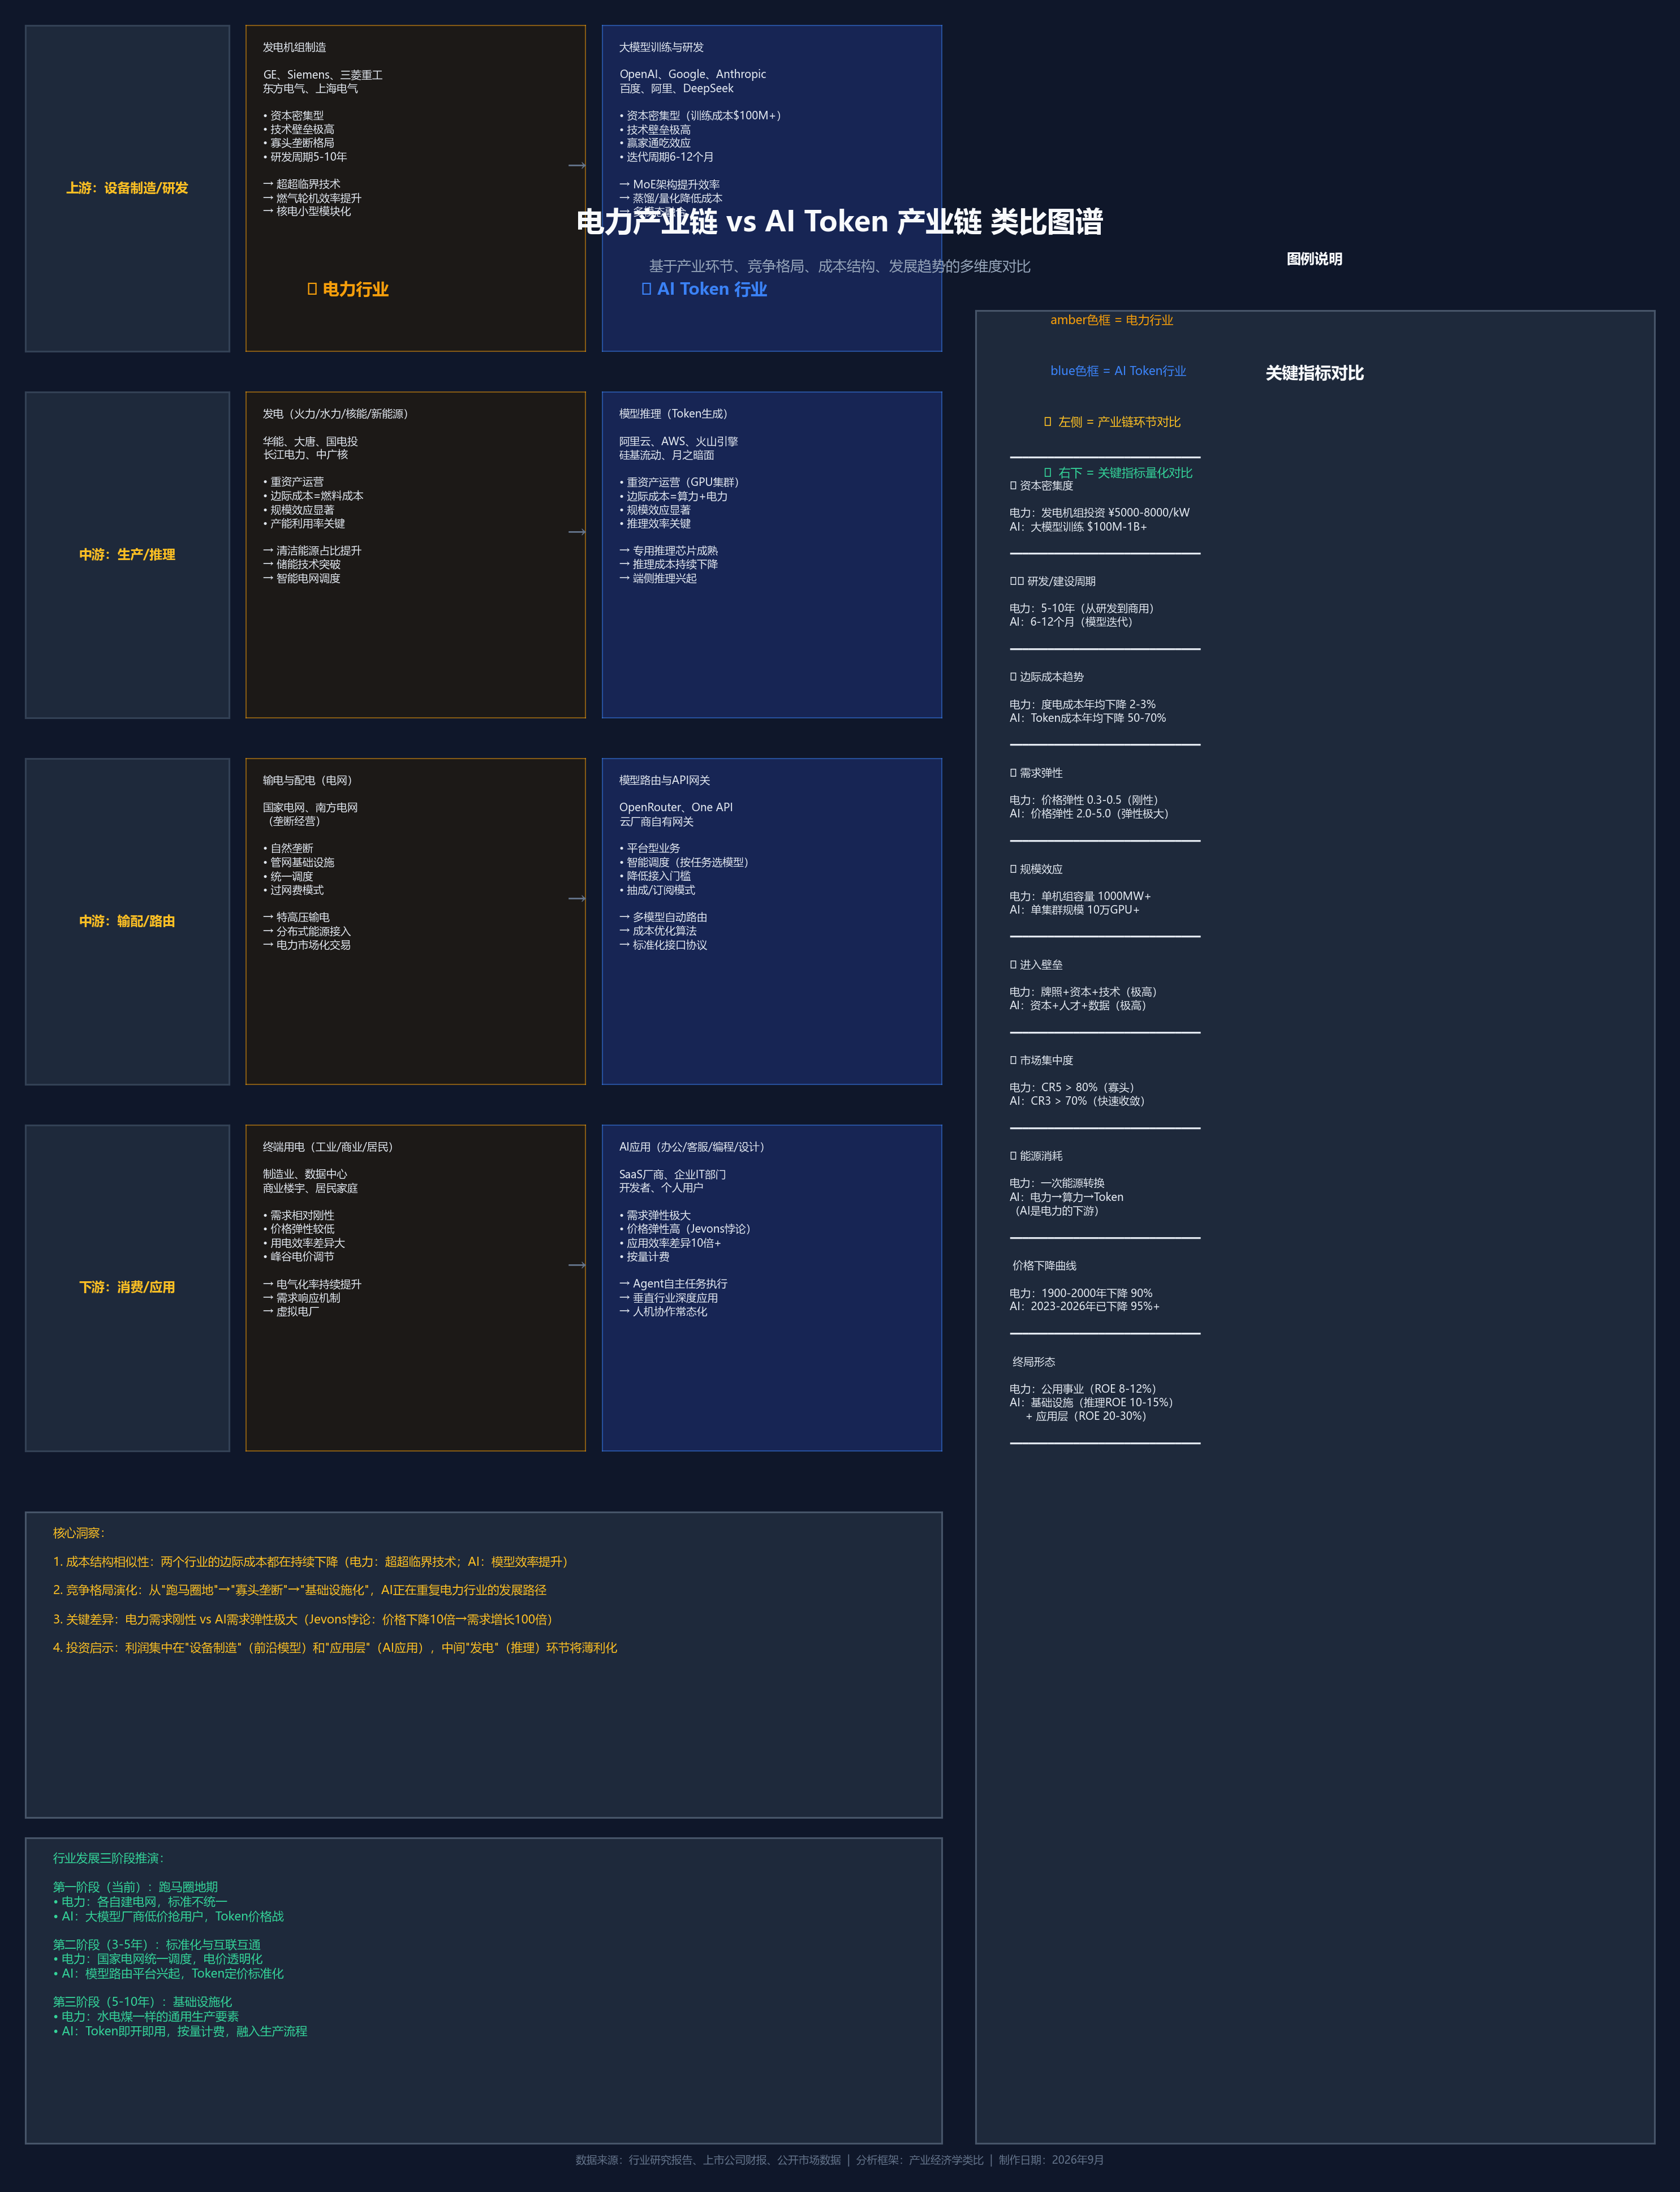 上游：设备制造/研发
发电机组制造
GE、Siemens、三菱重工
东方电气、上海电气
• 资本密集型
• 技术壁垒极高
• 寡头垄断格局
• 研发周期5-10年
→ 超超临界技术
→ 燃气轮机效率提升
→ 核电小型模块化
→
大模型训练与研发
OpenAI、Google、Anthropic
百度、阿里、DeepSeek
• 资本密集型（训练成本$100M+）
• 技术壁垒极高
• 赢家通吃效应
• 迭代周期6-12个月
→ MoE架构提升效率
→ 蒸馏/量化降低成本
→ 多模态融合
电力产业链 vs AI Token 产业链 类比图谱
基于产业环节、竞争格局、成本结构、发展趋势的多维度对比
电力行业
AI Token 行业
中游：生产/推理
发电（火力/水力/核能/新能源）
华能、大唐、国电投
长江电力、中广核
• 重资产运营
• 边际成本=燃料成本
• 规模效应显著
• 产能利用率关键
→ 清洁能源占比提升
→ 储能技术突破
→ 智能电网调度
→
模型推理（Token生成）
阿里云、AWS、火山引擎
硅基流动、月之暗面
• 重资产运营（GPU集群）
• 边际成本=算力+电力
• 规模效应显著
• 推理效率关键
→ 专用推理芯片成熟
→ 推理成本持续下降
→ 端侧推理兴起
中游：输配/路由
输电与配电（电网）
国家电网、南方电网
（垄断经营）
• 自然垄断
• 管网基础设施
• 统一调度
• 过网费模式
→ 特高压输电
→ 分布式能源接入
→ 电力市场化交易
→
模型路由与API网关
OpenRouter、One API
云厂商自有网关
• 平台型业务
• 智能调度（按任务选模型）
• 降低接入门槛
• 抽成/订阅模式
→ 多模型自动路由
→ 成本优化算法
→ 标准化接口协议
下游：消费/应用
终端用电（工业/商业/居民）
制造业、数据中心
商业楼宇、居民家庭
• 需求相对刚性
• 价格弹性较低
• 用电效率差异大
• 峰谷电价调节
→ 电气化率持续提升
→ 需求响应机制
→ 虚拟电厂
→
AI应用（办公/客服/编程/设计）
SaaS厂商、企业IT部门
开发者、个人用户
• 需求弹性极大
• 价格弹性高（Jevons悖论）
• 应用效率差异10倍+
• 按量计费
→ Agent自主任务执行
→ 垂直行业深度应用
→ 人机协作常态化
图例说明
amber色框 = 电力行业
blue色框 = AI Token行业
左侧 = 产业链环节对比
右下 = 关键指标量化对比
关键指标对比
资本密集度
电力：发电机组投资 ¥5000-8000/kW
AI：大模型训练 $100M-1B+
研发/建设周期
电力：5-10年（从研发到商用）
AI：6-12个月（模型迭代）
边际成本趋势
电力：度电成本年均下降 2-3%
AI：Token成本年均下降 50-70%
需求弹性
电力：价格弹性 0.3-0.5（刚性）
AI：价格弹性 2.0-5.0（弹性极大）
规模效应
电力：单机组容量 1000MW+
AI：单集群规模 10万GPU+
进入壁垒
电力：牌照+资本+技术（极高）
AI：资本+人才+数据（极高）
市场集中度
电力：CR5 > 80%（寡头）
AI：CR3 > 70%（快速收敛）
能源消耗
电力：一次能源转换
AI：电力→算力→Token
（AI是电力的下游）
价格下降曲线
电力：1900-2000年下降 90%
AI：2023-2026年已下降 95%+
终局形态
电力：公用事业（ROE 8-12%）
AI：基础设施（推理ROE 10-15%）
+ 应用层（ROE 20-30%）
核心洞察：
1. 成本结构相似性：两个行业的边际成本都在持续下降（电力：超超临界技术；AI：模型效率提升）
2. 竞争格局演化：从"跑马圈地"→"寡头垄断"→"基础设施化"，AI正在重复电力行业的发展路径
3. 关键差异：电力需求刚性 vs AI需求弹性极大（Jevons悖论：价格下降10倍→需求增长100倍）
4. 投资启示：利润集中在"设备制造"（前沿模型）和"应用层"（AI应用），中间"发电"（推理）环节将薄利化
行业发展三阶段推演：
第一阶段（当前）：跑马圈地期
• 电力：各自建电网，标准不统一
• AI：大模型厂商低价抢用户，Token价格战
第二阶段（3-5年）：标准化与互联互通
• 电力：国家电网统一调度，电价透明化
• AI：模型路由平台兴起，Token定价标准化
第三阶段（5-10年）：基础设施化
• 电力：水电煤一样的通用生产要素
• AI：Token即开即用，按量计费，融入生产流程
数据来源：行业研究报告、上市公司财报、公开市场数据 | 分析框架：产业经济学类比 | 制作日期：2026年9月